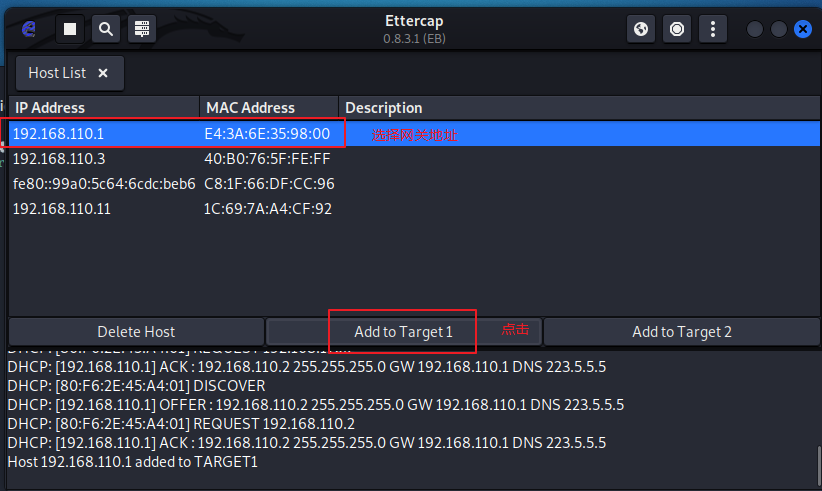 Ettercap
0.8.3.1 (EB)
Host List
IP Address MAC Address Description
192.168.110.1 E4:3A:6E:35:98:00 选择网关地址
192.168.110.3 40:B0:76:5F:FE:FF
fe80::99a0:5c64:6cdc:beb6 C8:1F:66:DF:CC:96
192.168.110.11 1C:69:7A:A4:CF:92
Delete Host Add to Target 1 点击 Add to Target 2
DHCP: [192.168.110.1] ACK : 192.168.110.2 255.255.255.0 GW 192.168.110.1 DNS 223.5.5.5
DHCP: [80:F6:2E:45:A4:01] DISCOVER
DHCP: [192.168.110.1] OFFER : 192.168.110.2 255.255.255.0 GW 192.168.110.1 DNS 223.5.5.5
DHCP: [80:F6:2E:45:A4:01] REQUEST 192.168.110.2
DHCP: [192.168.110.1] ACK : 192.168.110.2 255.255.255.0 GW 192.168.110.1 DNS 223.5.5.5
Host 192.168.110.1 added to TARGET1